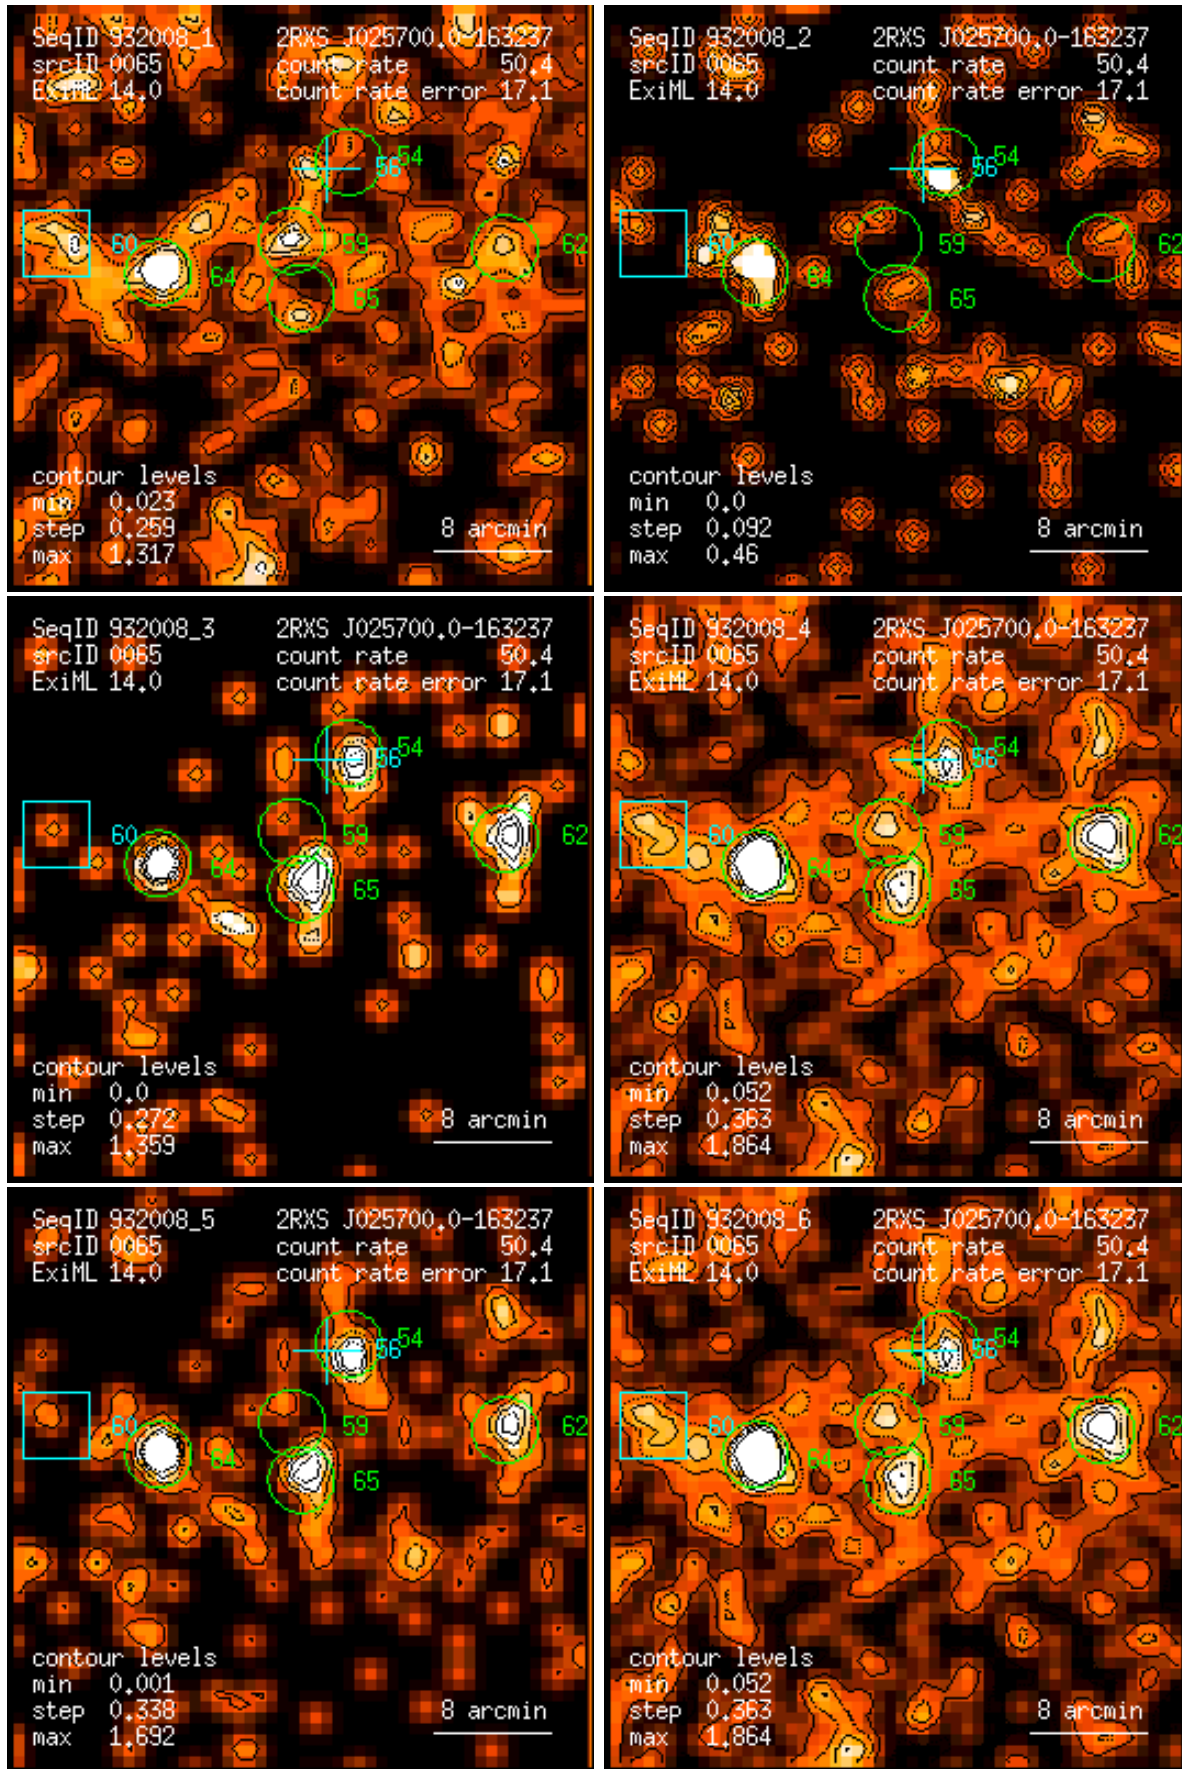 SeqID 932008_1 2RXS J025700.0-163237
srcID 0065 count rate 50.4
ExiML 14.0 count rate error 17.1
54
56
60
59
62
64
65
contour levels
min 0.023
step 0.259 8 arcmin
max 1.317
SeqID 932008_2 2RXS J025700.0-163237
srcID 0065 count rate 50.4
ExiML 14.0 count rate error 17.1
54
56
60
59
62
64
65
contour levels
min 0.0
step 0.092 8 arcmin
max 0.46
SeqID 932008_3 2RXS J025700.0-163237
srcID 0065 count rate 50.4
ExiML 14.0 count rate error 17.1
54
56
60
59
62
64
65
contour levels
min 0.0
step 0.272 8 arcmin
max 1.359
SeqID 932008_4 2RXS J025700.0-163237
srcID 0065 count rate 50.4
ExiML 14.0 count rate error 17.1
54
56
60
59
62
64
65
contour levels
min 0.052
step 0.363 8 arcmin
max 1.864
SeqID 932008_5 2RXS J025700.0-163237
srcID 0065 count rate 50.4
ExiML 14.0 count rate error 17.1
54
56
60
59
62
64
65
contour levels
min 0.001
step 0.338 8 arcmin
max 1.692
SeqID 932008_6 2RXS J025700.0-163237
srcID 0065 count rate 50.4
ExiML 14.0 count rate error 17.1
54
56
60
59
62
64
65
contour levels
min 0.052
step 0.363 8 arcmin
max 1.864